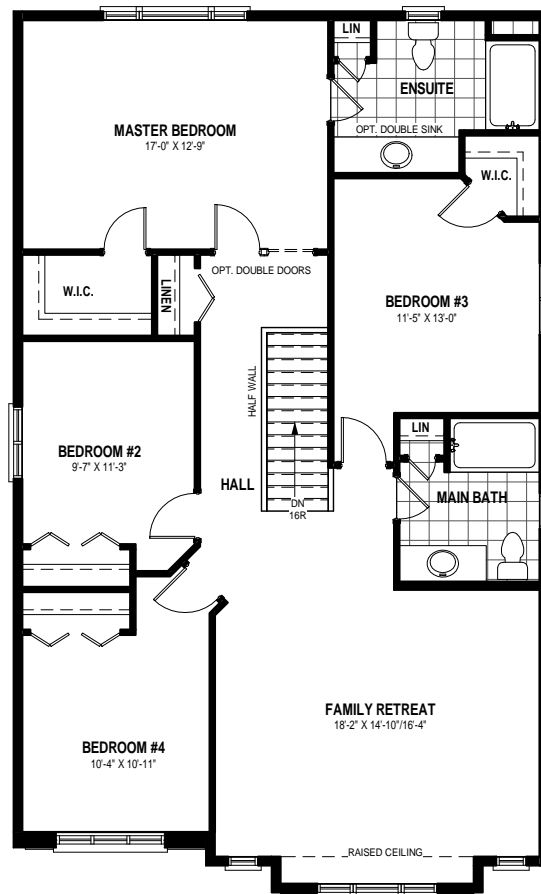 LIN
ENSUITE
MASTER BEDROOM
17'-0" X 12'-9"
OPT. DOUBLE SINK
W.I.C.
OPT. DOUBLE DOORS
W.I.C.
LINEN
BEDROOM #3
11'-5" X 13'-0"
HALF WALL
LIN
BEDROOM #2
9'-7" X 11'-3"
HALL
DN
16R
MAIN BATH
FAMILY RETREAT
18'-2" X 14'-10"/16'-4"
BEDROOM #4
10'-4" X 10'-11"
RAISED CEILING